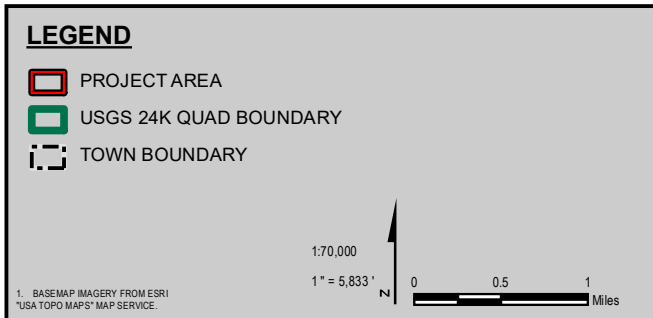 LEGEND
PROJECT AREA
USGS 24K QUAD BOUNDARY
TOWN BOUNDARY
1:70,000
1 " = 5,833 '
N
0 0.5 1
Miles
1. BASEMAP IMAGERY FROM ESRI
"USA TOPO MAPS" MAP SERVICE.